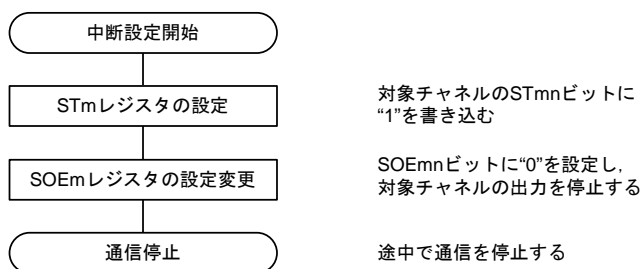 中断設定開始
STmレジスタの設定
対象チャネルのSTmnビットに
“1”を書き込む
SOEmレジスタの設定変更
SOEmnビットに“0”を設定し，
対象チャネルの出力を停止する
通信停止
途中で通信を停止する